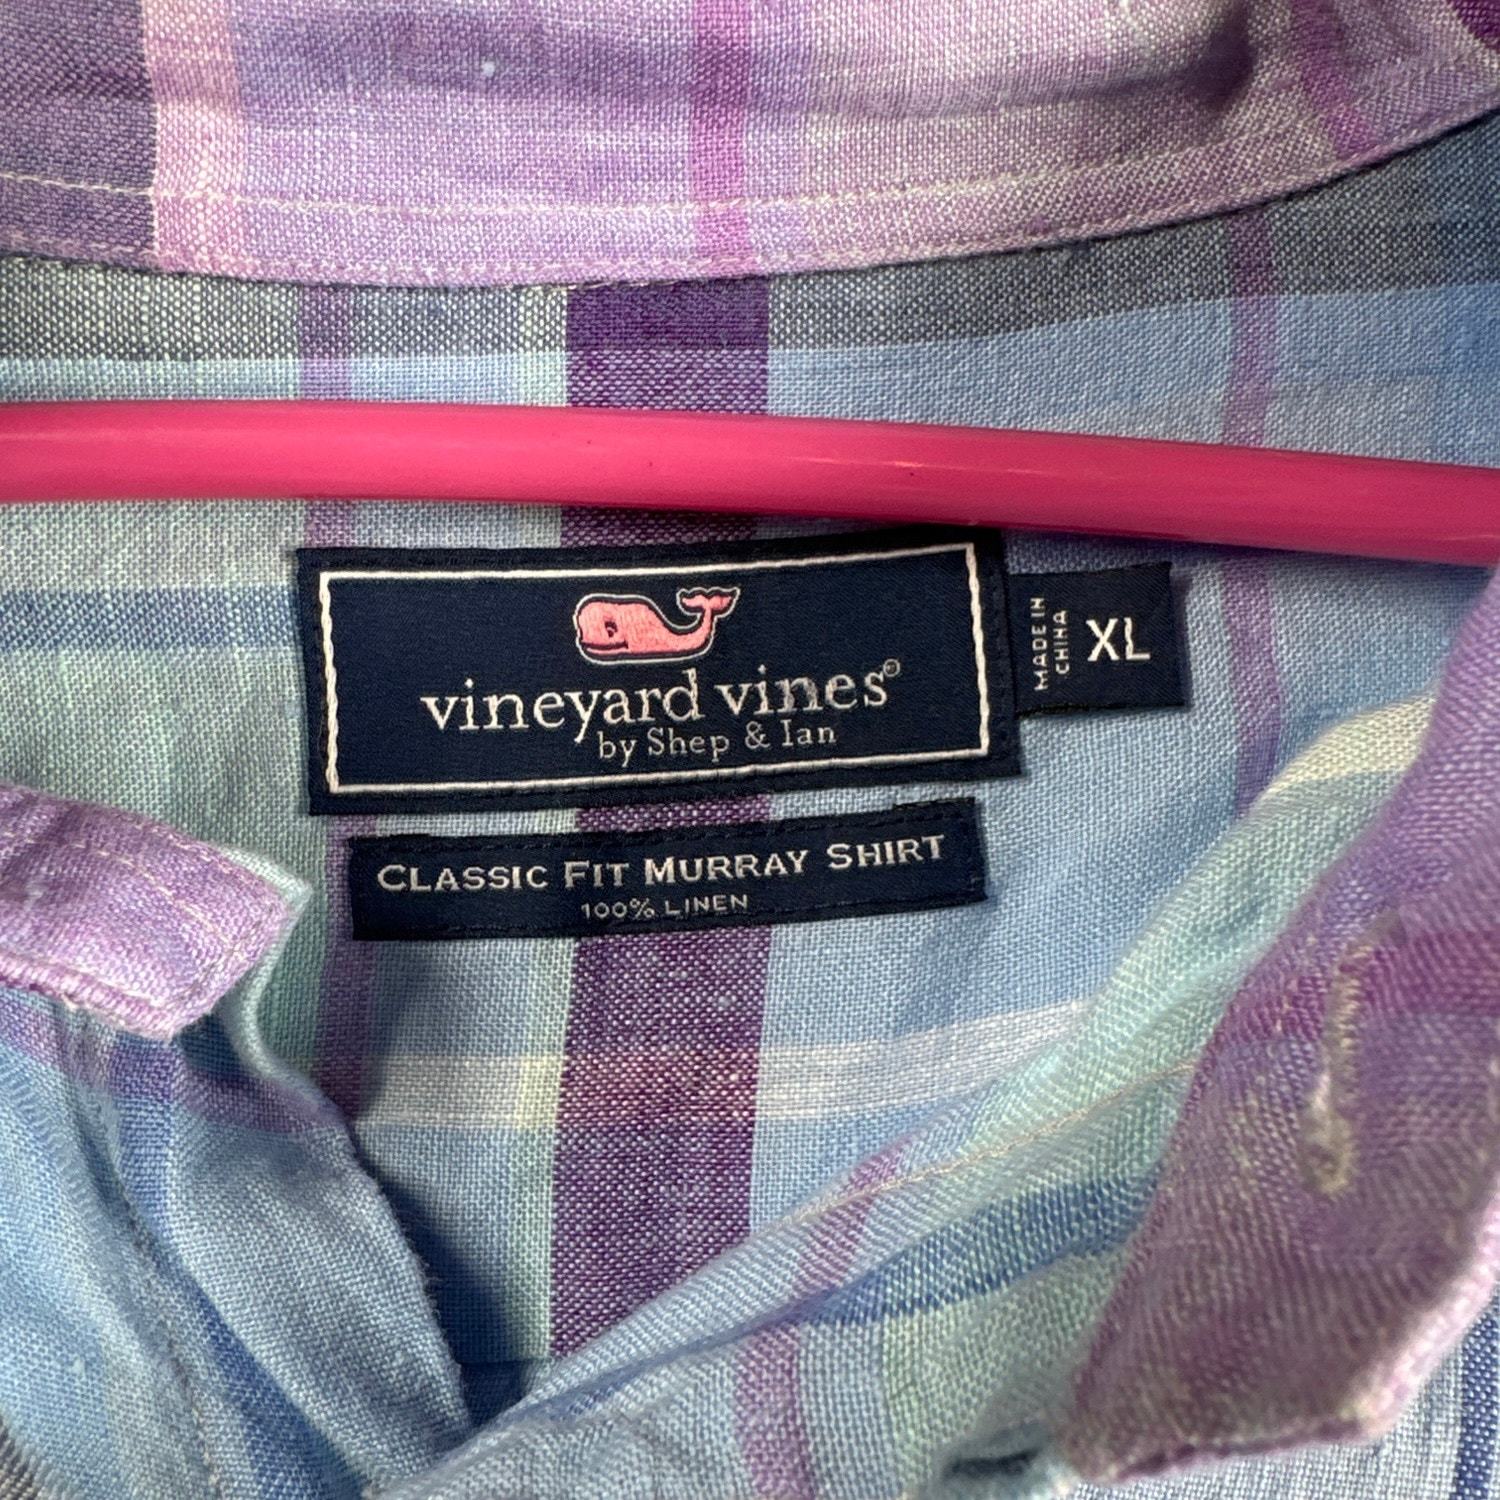 vineyard vines®
by Shep & Ian
MADE IN
CHINA
XL
CLASSIC FIT MURRAY SHIRT
100% LINEN